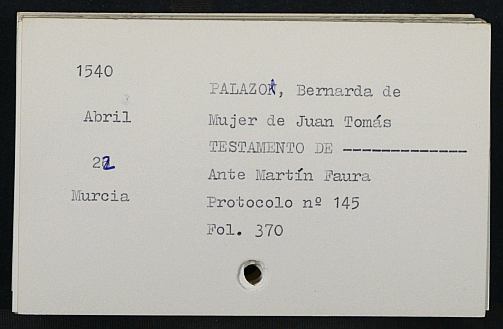 1540
Abril
22
Murcia
PALAZON, Bernarda de
Mujer de Juan Tomás
TESTAMENTO DE -------------
Ante Martín Faura
Protocolo nº 145
Fol. 370